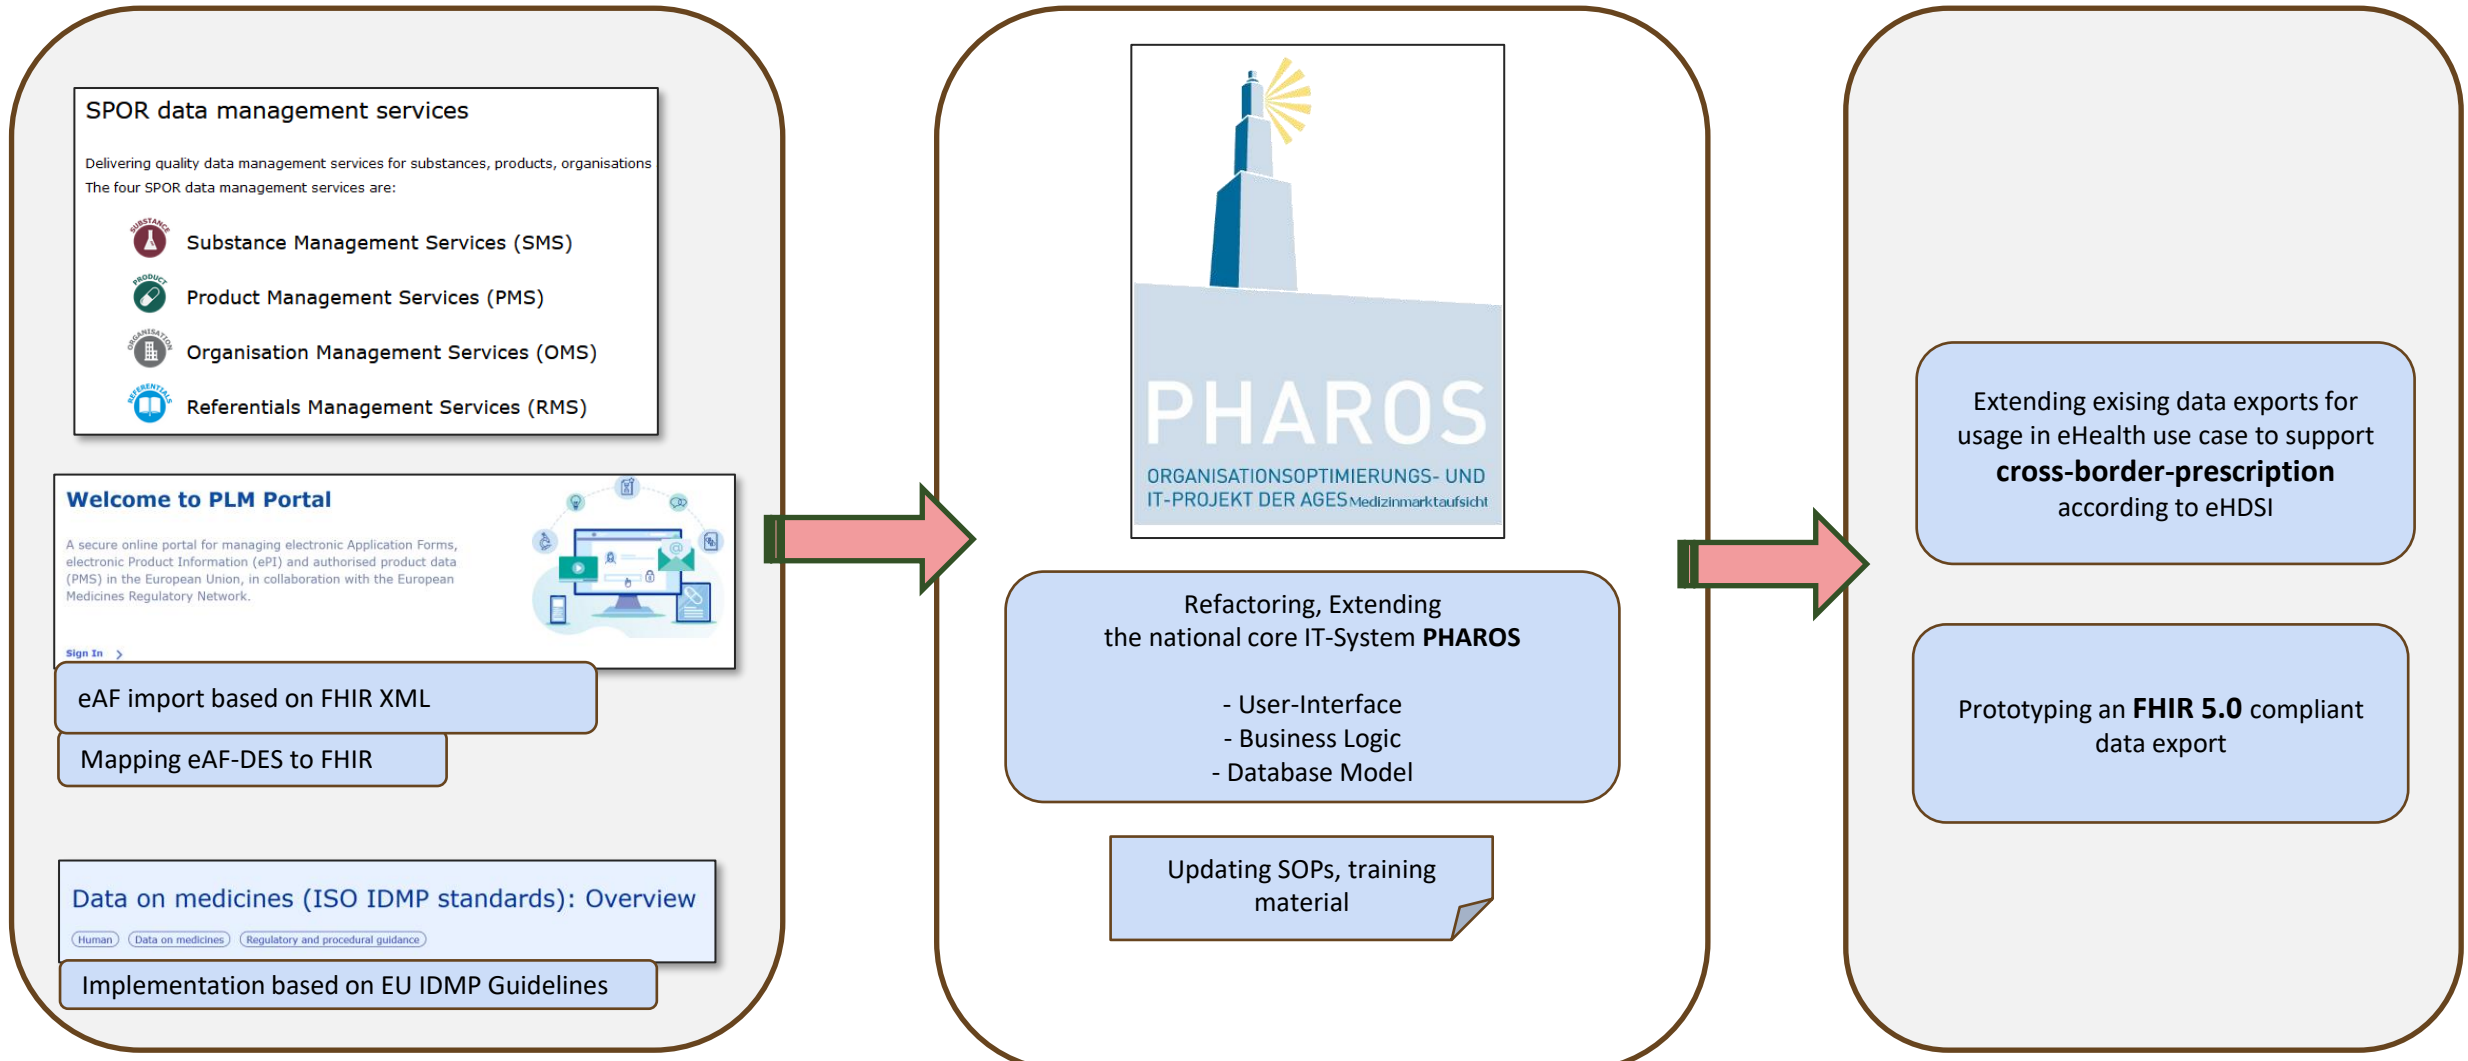 SPOR data management services
Delivering quality data management services for substances, products, organisations
The four SPOR data management services are:
SUBSTANCE
Substance Management Services (SMS)
PRODUCT
Product Management Services (PMS)
ORGANISATION
Organisation Management Services (OMS)
REFERENTIALS
Referentials Management Services (RMS)
Welcome to PLM Portal
A secure online portal for managing electronic Application Forms,
electronic Product Information (ePI) and authorised product data
(PMS) in the European Union, in collaboration with the European
Medicines Regulatory Network.
Sign In >
eAF import based on FHIR XML
Mapping eAF-DES to FHIR
Data on medicines (ISO IDMP standards): Overview
Human Data on medicines Regulatory and procedural guidance
Implementation based on EU IDMP Guidelines
PHAROS
ORGANISATIONSOPTIMIERUNGS- UND
IT-PROJEKT DER AGES Medizinmarktaufsicht
Refactoring, Extending
the national core IT-System PHAROS
- User-Interface
- Business Logic
- Database Model
Updating SOPs, training
material
Extending exising data exports for
usage in eHealth use case to support
cross-border-prescription
according to eHDSI
Prototyping an FHIR 5.0 compliant
data export